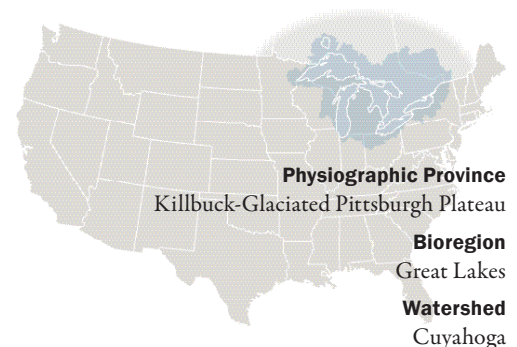 Physiographic Province
Killbuck-Glaciated Pittsburgh Plateau
Bioregion
Great Lakes
Watershed
Cuyahoga